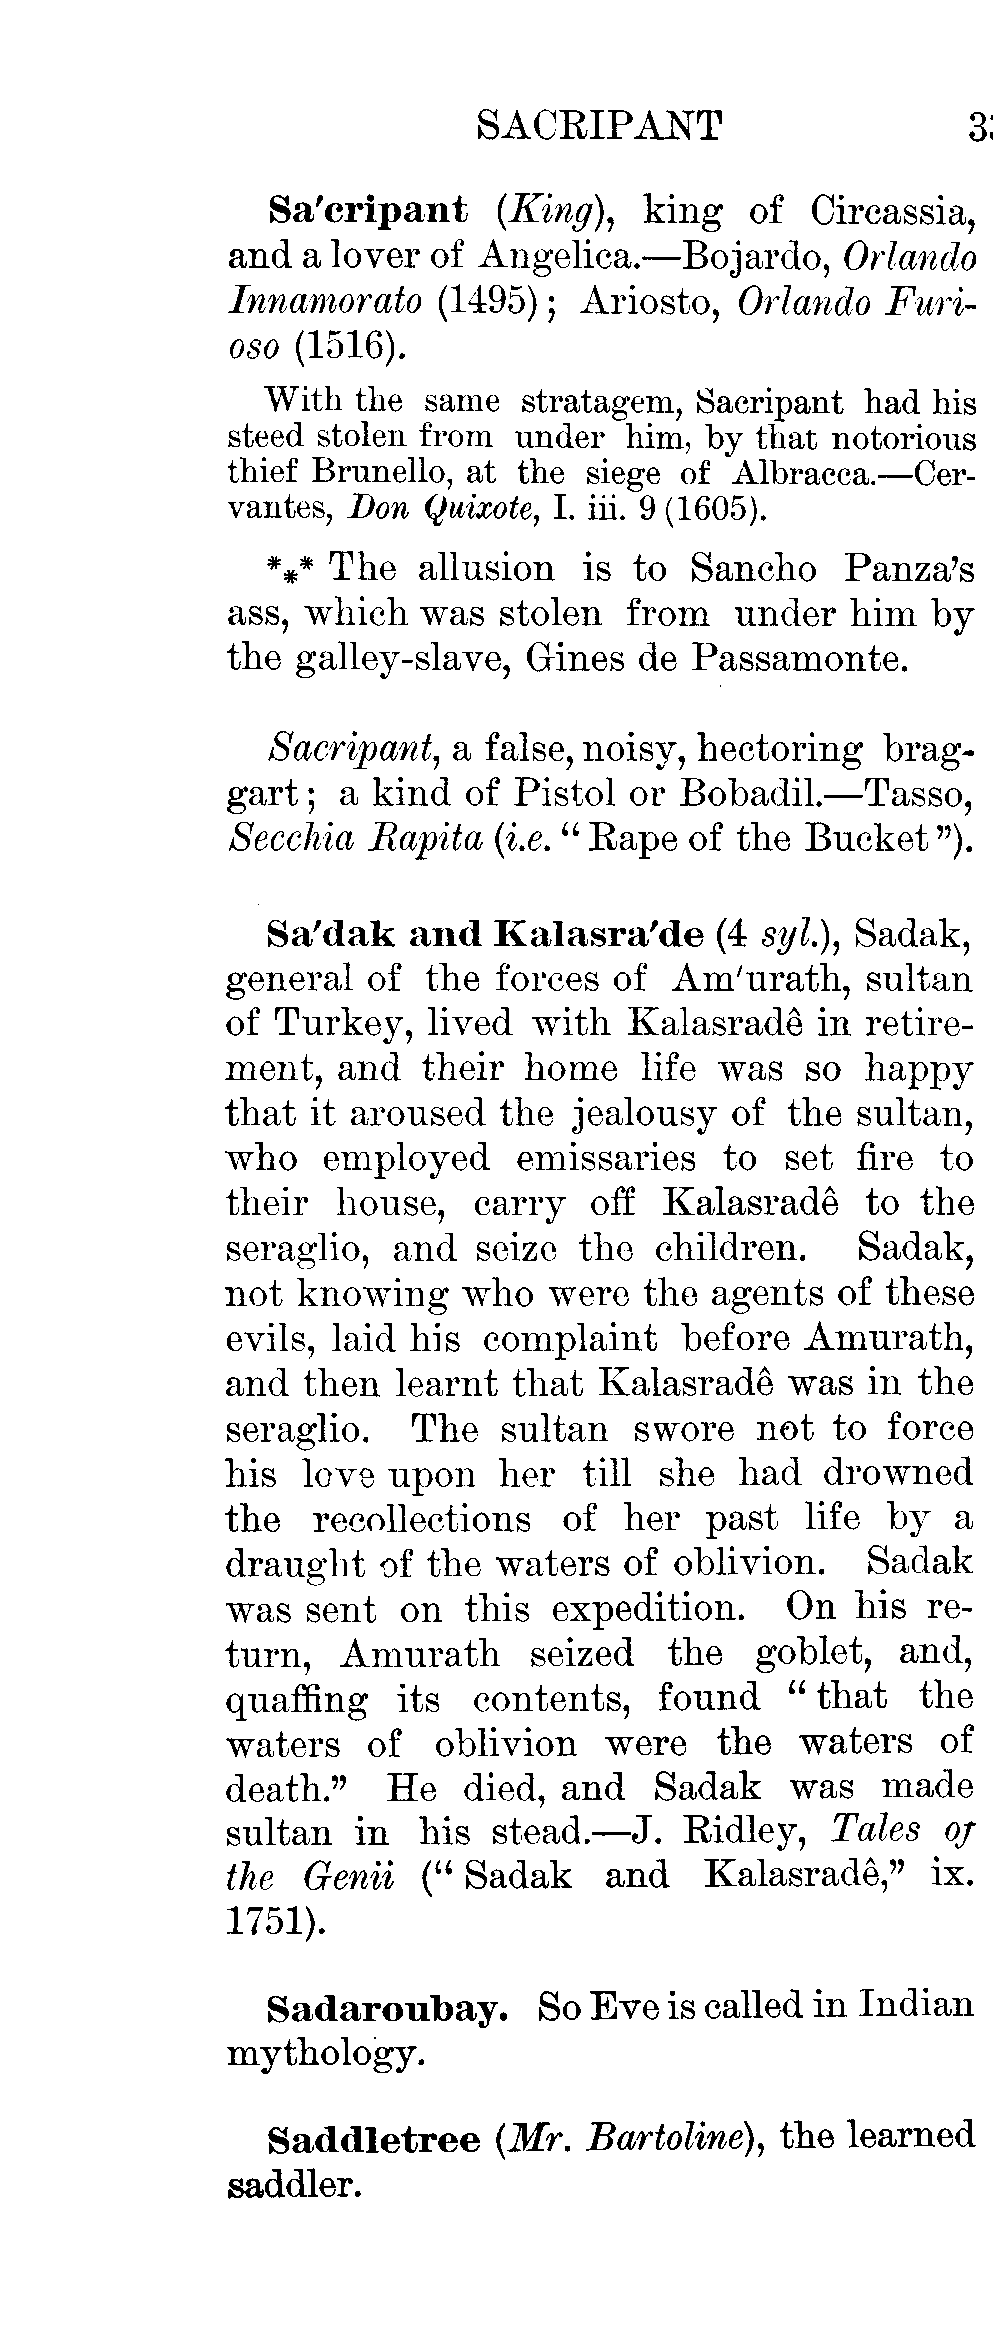 SACRIPANT
Sa'cripant (King), king of Circassia,
and a lover of Angelica.—Bojardo, Orlando
Innamorato (1495); Ariosto, Orlando Furi-
oso (1516).
With the same stratagem, Sacripant had his
steed stolen from under him, by that notorious
thief Brunello, at the siege of Albracca.—Cer-
vantes, Don Quixote, I. iii. 9 (1605).
*⁎* The allusion is to Sancho Panza's
ass, which was stolen from under him by
the galley-slave, Gines de Passamonte.
Sacripant, a false, noisy, hectoring brag-
gart; a kind of Pistol or Bobadil.—Tasso,
Secchia Rapita (i.e. “Rape of the Bucket”).
Sa'dak and Kalasra'de (4 syl.), Sadak,
general of the forces of Am'urath, sultan
of Turkey, lived with Kalasradê in retire-
ment, and their home life was so happy
that it aroused the jealousy of the sultan,
who employed emissaries to set fire to
their house, carry off Kalasradê to the
seraglio, and seize the children. Sadak,
not knowing who were the agents of these
evils, laid his complaint before Amurath,
and then learnt that Kalasradê was in the
seraglio. The sultan swore not to force
his love upon her till she had drowned
the recollections of her past life by a
draught of the waters of oblivion. Sadak
was sent on this expedition. On his re-
turn, Amurath seized the goblet, and,
quaffing its contents, found “that the
waters of oblivion were the waters of
death.” He died, and Sadak was made
sultan in his stead.—J. Ridley, Tales of
the Genii (“Sadak and Kalasradê,” ix.
1751).
Sadaroubay. So Eve is called in Indian
mythology.
Saddletree (Mr. Bartoline), the learned
saddler.